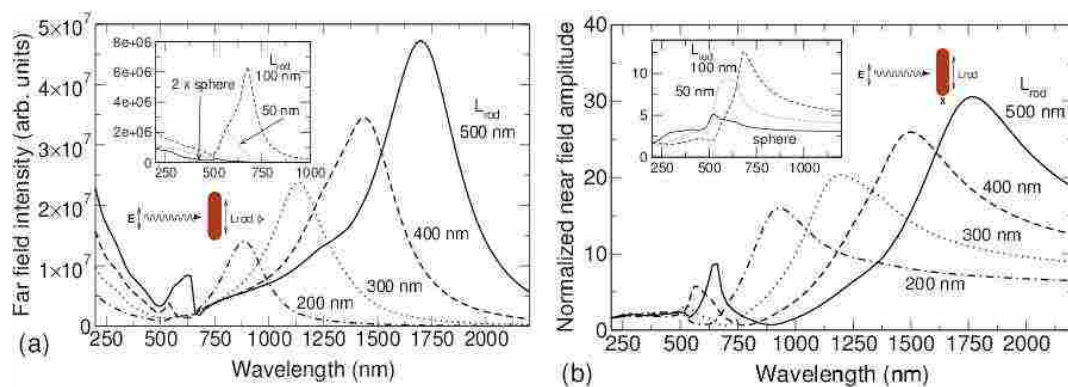 Far field intensity (arb. units)
5×10⁷
4×10⁷
3×10⁷
2×10⁷
1×10⁷
0
8e+06
6e+06
4e+06
2e+06
0
250 500 750 1000
L_rod
100 nm
2 x sphere
50 nm
L_rod
500 nm
400 nm
300 nm
200 nm
E
Lrod
250 500 750 1000 1250 1500 1750 2000
Wavelength (nm)
(a)
Normalized near field amplitude
40
30
20
10
0
10
5
0
250 500 750 1000
L_rod
100 nm
50 nm
sphere
E
Lrod
x
L_rod
500 nm
400 nm
300 nm
200 nm
250 500 750 1000 1250 1500 1750 2000
Wavelength (nm)
(b)